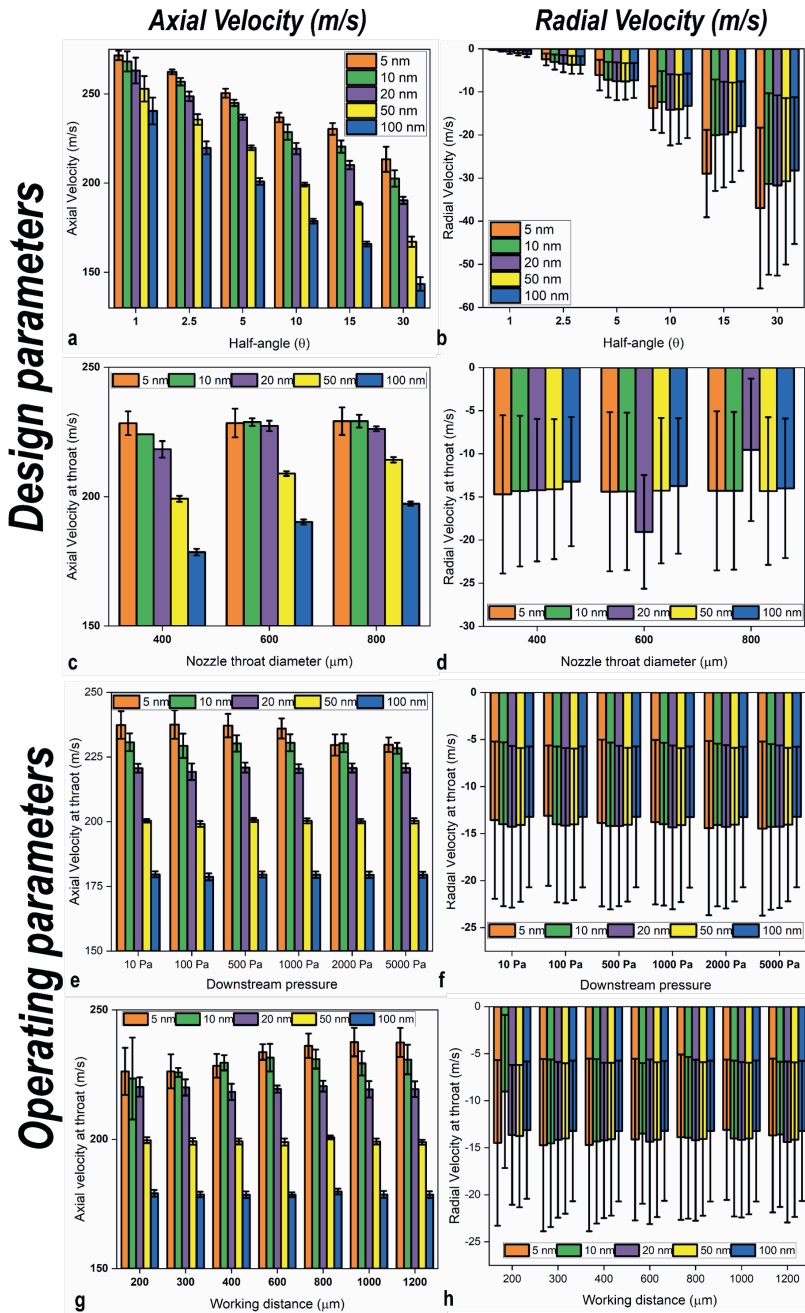 Axial Velocity (m/s)
Radial Velocity (m/s)
Design parameters
Operating parameters
Axial Velocity (m/s)
250
200
150
5 nm
10 nm
20 nm
50 nm
100 nm
a
1
2.5
5
10
15
30
Half-angle (θ)
Radial Velocity (m/s)
0
-10
-20
-30
-40
-50
-60
5 nm
10 nm
20 nm
50 nm
100 nm
b
1
2.5
5
10
15
30
Half-angle (θ)
Axial Velocity at throat (m/s)
250
200
150
5 nm 10 nm 20 nm 50 nm 100 nm
c
400 600 800
Nozzle throat diameter (μm)
Radial Velocity at throat (m/s)
0
-5
-10
-15
-20
-25
-30
5 nm 10 nm 20 nm 50 nm 100 nm
d
400 600 800
Nozzle throat diameter (μm)
Axial Velocity at thraot (m/s)
250
225
200
175
150
5 nm 10 nm 20 nm 50 nm 100 nm
e
10 Pa 100 Pa 500 Pa 1000 Pa 2000 Pa 5000 Pa
Downstream pressure
Radial Velocity at throat (m/s)
0
-5
-10
-15
-20
-25
5 nm 10 nm 20 nm 50 nm 100 nm
f
10 Pa 100 Pa 500 Pa 1000 Pa 2000 Pa 5000 Pa
Downstream pressure
Axial velocity at throat (m/s)
250
200
150
5 nm 10 nm 20 nm 50 nm 100 nm
g
200 300 400 600 800 1000 1200
Working distance (μm)
Radial Velocity at throat (m/s)
0
-5
-10
-15
-20
-25
5 nm 10 nm 20 nm 50 nm 100 nm
h
200 300 400 600 800 1000 1200
Working distance (μm)